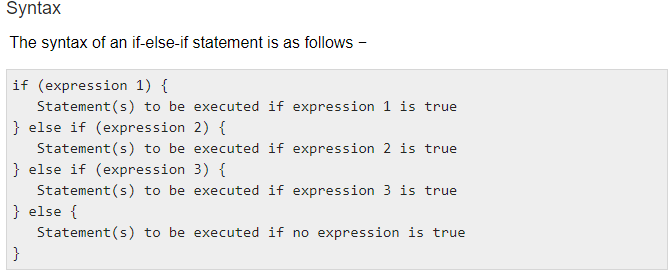 Syntax
The syntax of an if-else-if statement is as follows −
if (expression 1) {
   Statement(s) to be executed if expression 1 is true
} else if (expression 2) {
   Statement(s) to be executed if expression 2 is true
} else if (expression 3) {
   Statement(s) to be executed if expression 3 is true
} else {
   Statement(s) to be executed if no expression is true
}